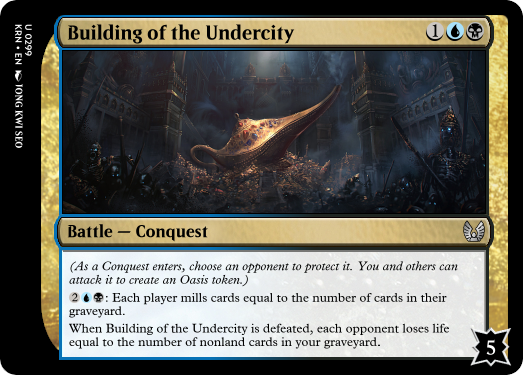 Building of the Undercity
1
U 0299
KRN • EN TONG KWI SEO
Battle — Conquest
(As a Conquest enters, choose an opponent to protect it. You and others can
attack it to create an Oasis token.)
2: Each player mills cards equal to the number of cards in their
graveyard.
When Building of the Undercity is defeated, each opponent loses life
equal to the number of nonland cards in your graveyard.
5